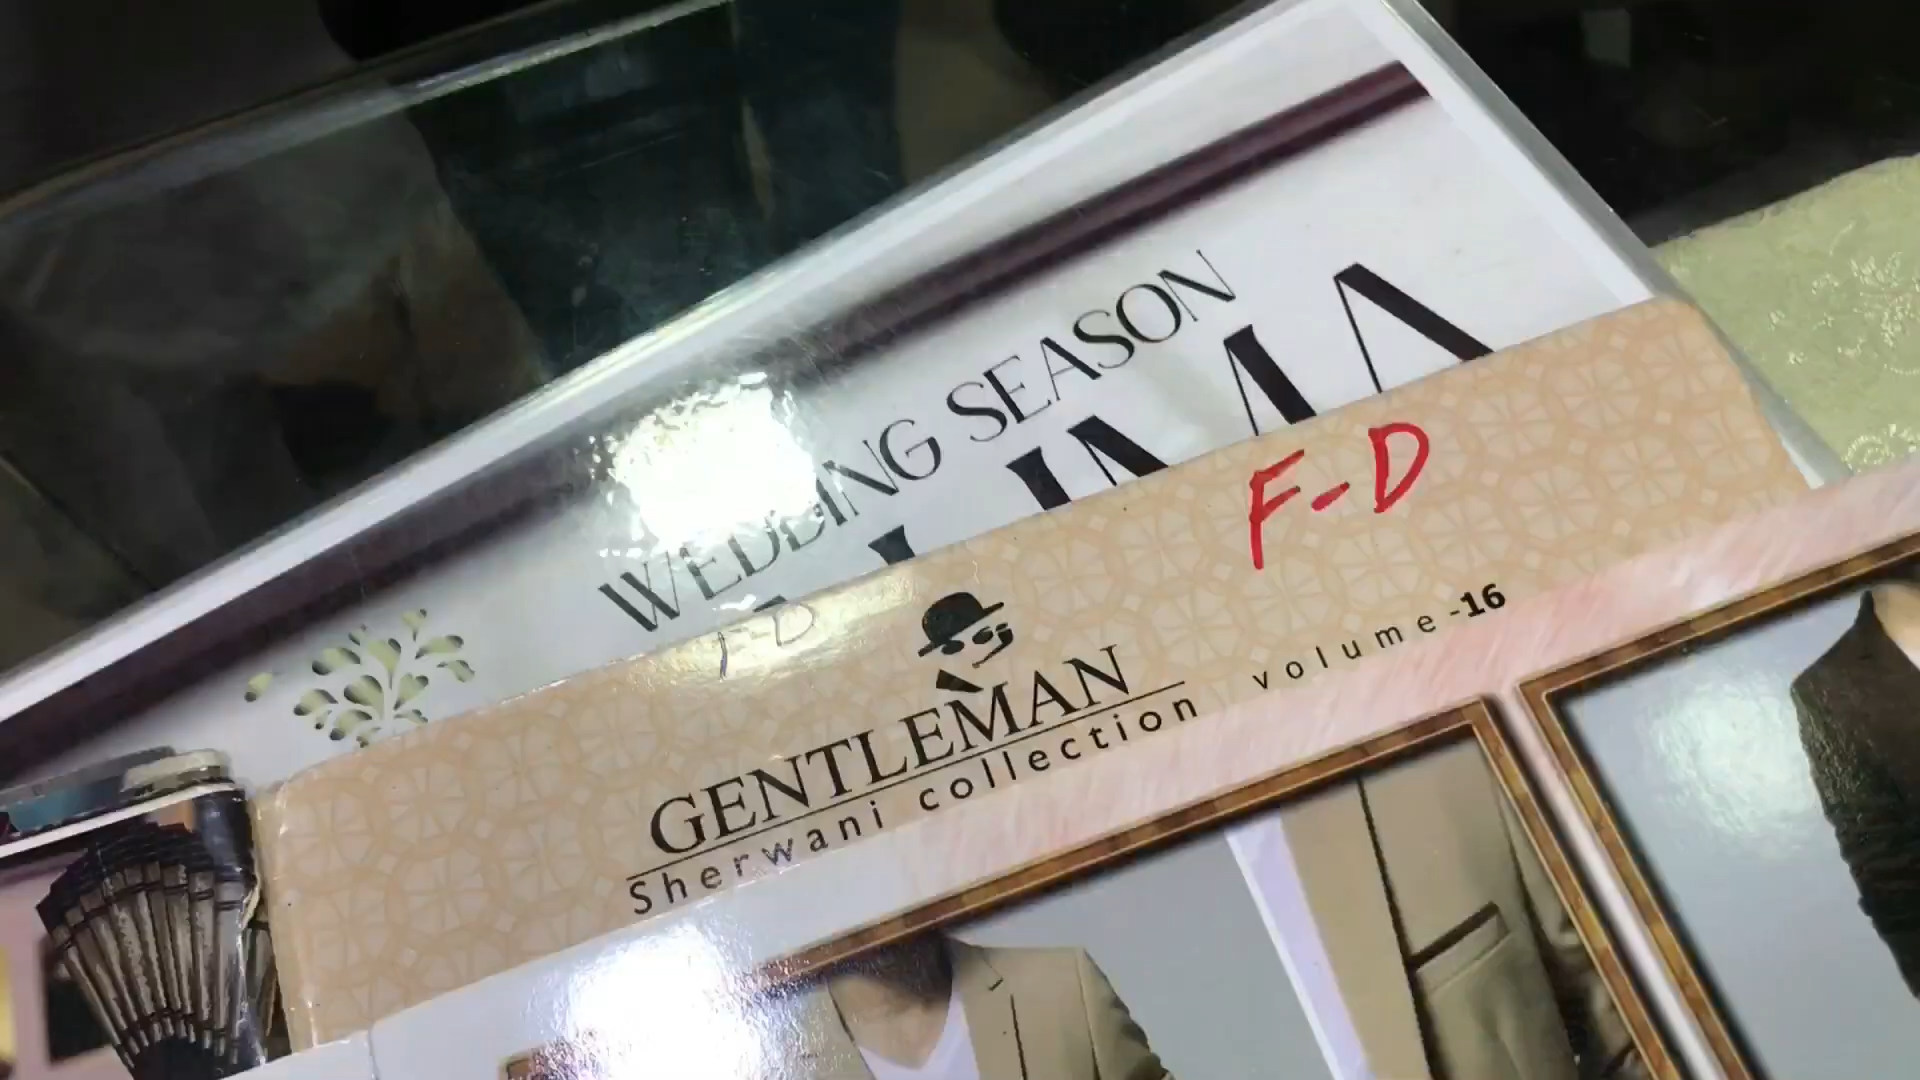 WEDDING SEASON
F-D
F-D
GENTLEMAN
Sherwani collection
volume-16